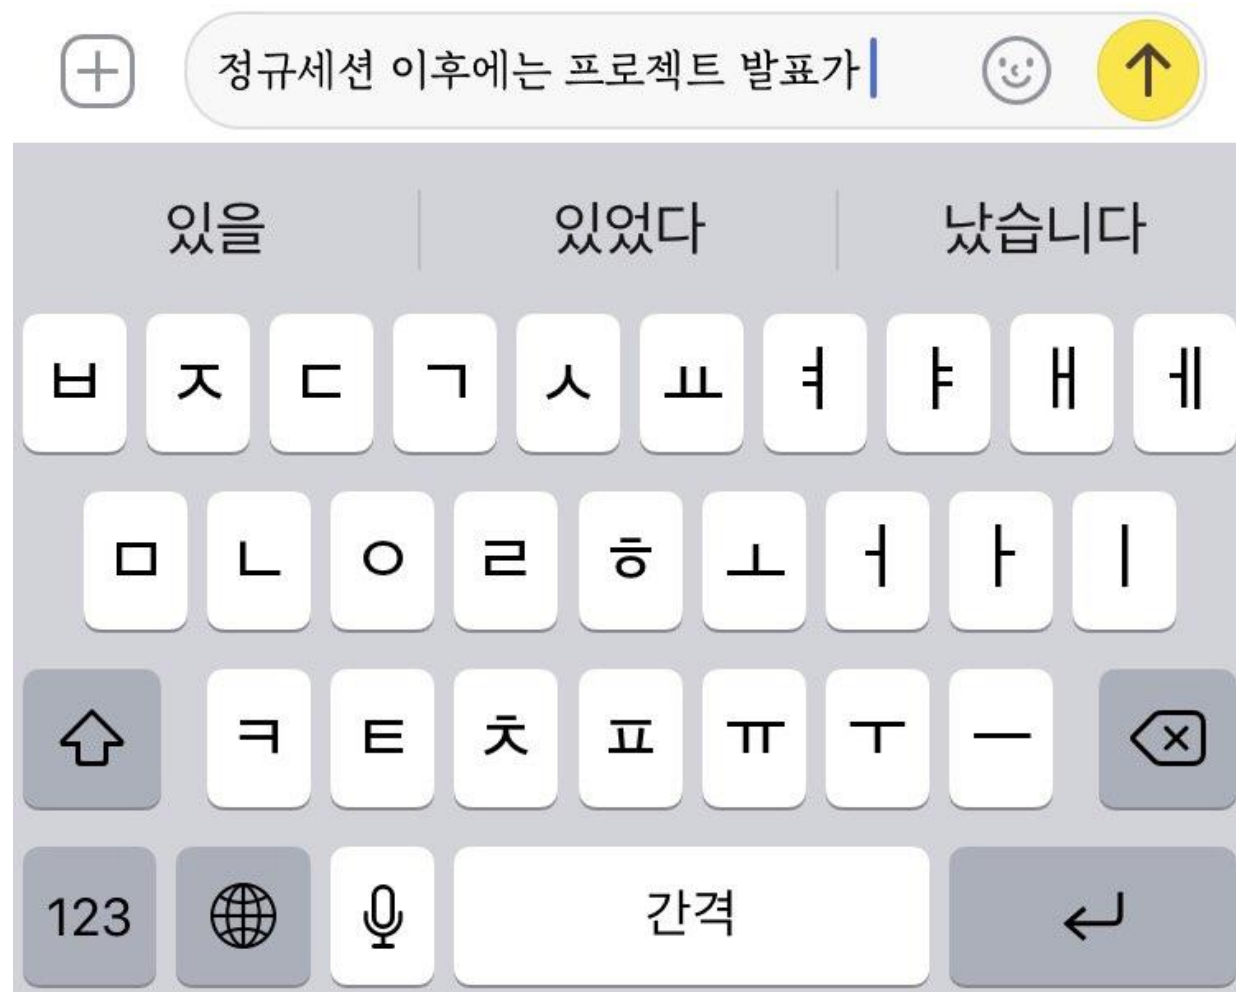 정규세션 이후에는 프로젝트 발표가
있을 있었다 났습니다
ㅂ ㅈ ㄷ ㄱ ㅅ ㅛ ㅕ ㅑ ㅐ ㅔ
ㅁ ㄴ ㅇ ㄹ ㅎ ㅗ ㅓ ㅏ ㅣ
ㅋ ㅌ ㅊ ㅍ ㅠ ㅜ ㅡ
123 간격